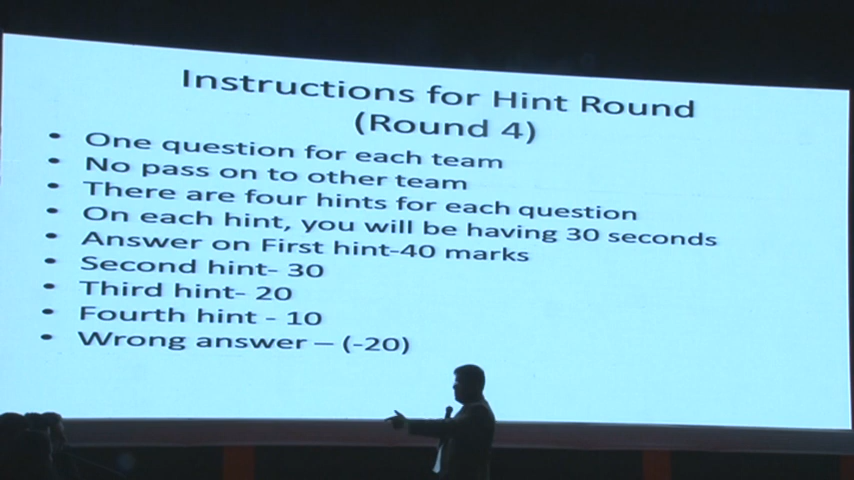 Instructions for Hint Round
(Round 4)
• One question for each team
• No pass on to other team
• There are four hints for each question
• On each hint, you will be having 30 seconds
• Answer on First hint-40 marks
• Second hint- 30
• Third hint- 20
• Fourth hint - 10
• Wrong answer – (-20)